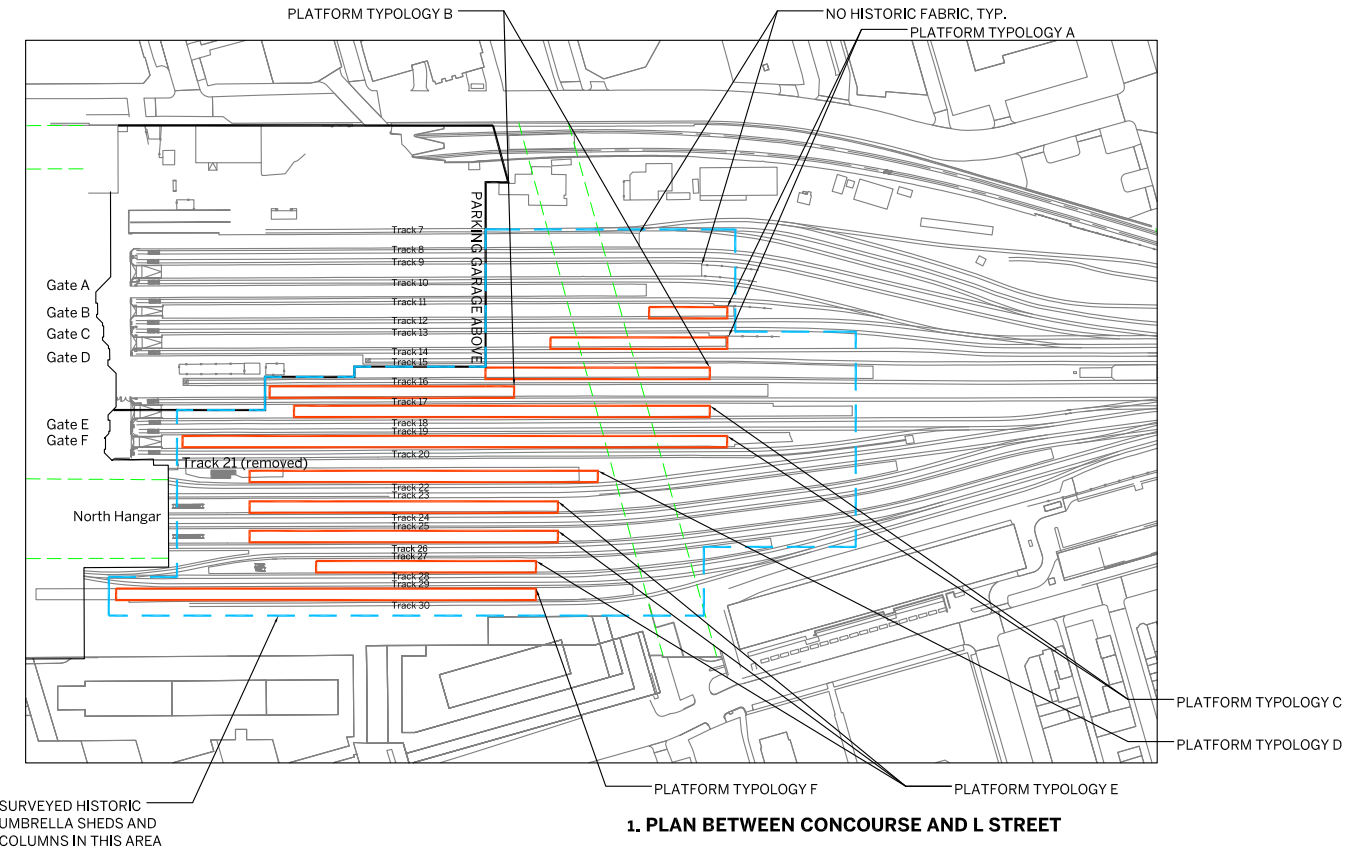 PLATFORM TYPOLOGY B
NO HISTORIC FABRIC, TYP.
PLATFORM TYPOLOGY A
PARKING GARAGE ABOVE
Track 7
Track 8
Track 9
Track 10
Gate A
Track 11
Gate B
Track 12
Track 13
Gate C
Track 14
Gate D
Track 15
Track 16
Track 17
Gate E
Track 18
Track 19
Gate F
Track 20
Track 21 (removed)
Track 22
Track 23
North Hangar
Track 24
Track 25
Track 26
Track 27
Track 28
Track 29
Track 30
PLATFORM TYPOLOGY C
PLATFORM TYPOLOGY D
PLATFORM TYPOLOGY F
PLATFORM TYPOLOGY E
SURVEYED HISTORIC
UMBRELLA SHEDS AND
COLUMNS IN THIS AREA
1. PLAN BETWEEN CONCOURSE AND L STREET